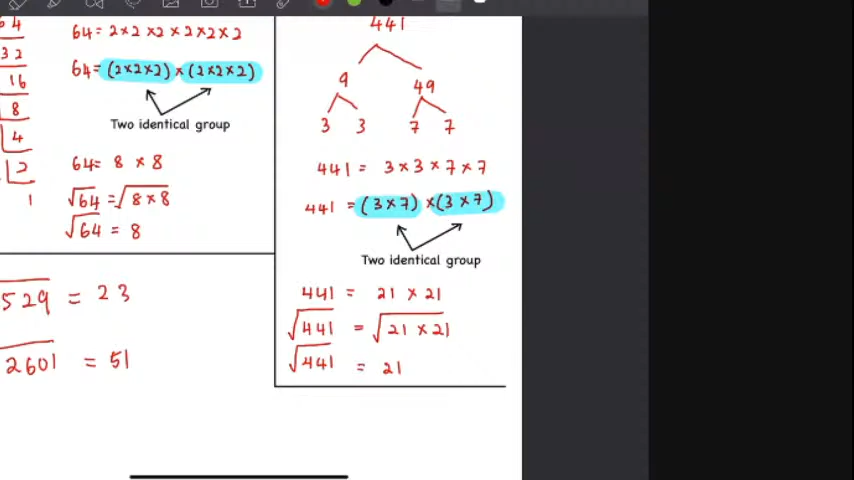 64
32
16
8
4
2
1
64 = 2 × 2 × 2 × 2 × 2 × 2
64 = (2×2×2) × (2×2×2)
Two identical group
64 = 8 × 8
√64 = √8 × 8
√64 = 8
√529 = 23
√2601 = 51
441
9 49
3 3 7 7
441 = 3 × 3 × 7 × 7
441 = (3 × 7) × (3 × 7)
Two identical group
441 = 21 × 21
√441 = √21 × 21
√441 = 21